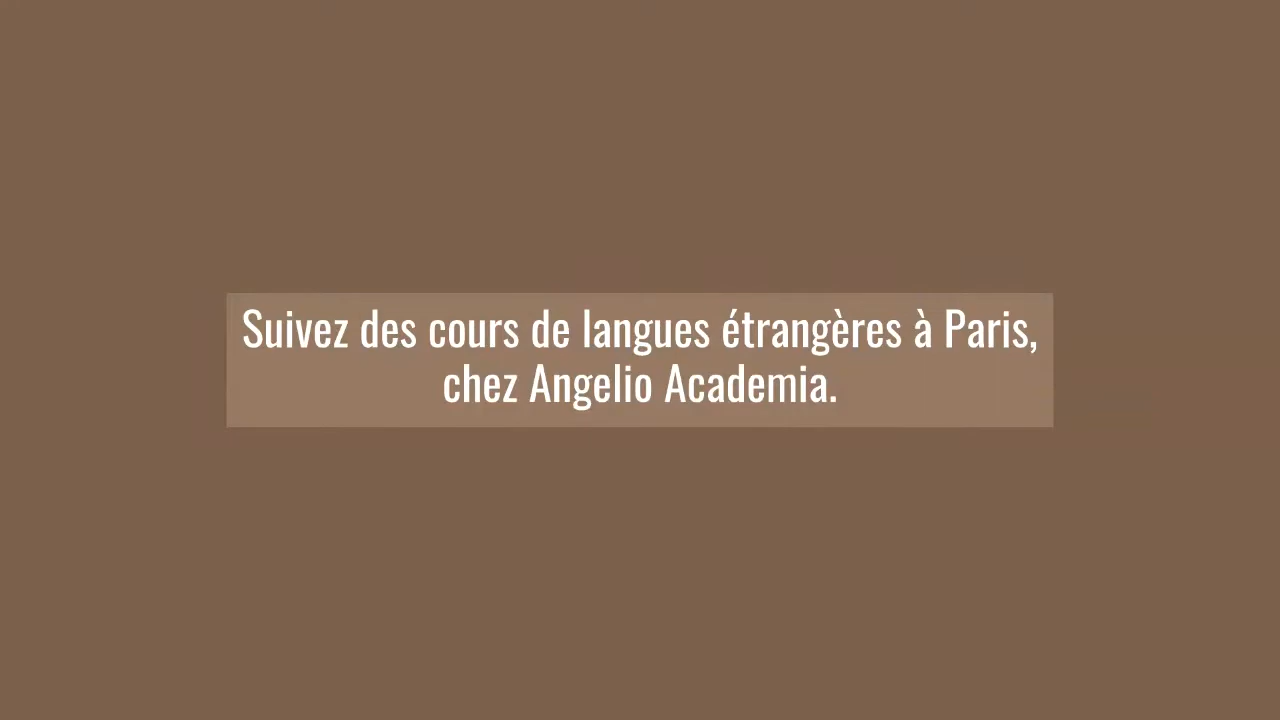 Suivez des cours de langues étrangères à Paris,
chez Angelio Academia.